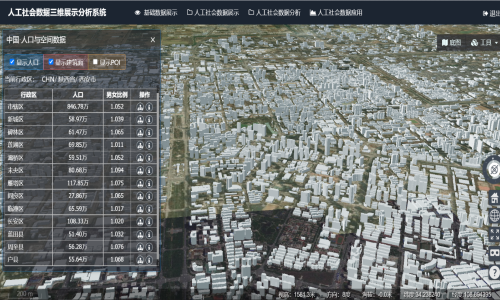 人工社会数据三维展示分析系统
基础数据展示 人工社会数据展示 人工社会数据分析 人工社会数据应用
中国 人口与空间数据 ×
显示人口 显示建筑面 显示POI
当前行政区: CHN/陕西省/西安市
底图 工具
行政区 人口 男女比例 操作
市辖区 846.78万 1.052
新城区 58.97万 1.039
碑林区 61.47万 1.065
莲湖区 69.85万 1.011
灞桥区 59.51万 1.052
未央区 80.68万 1.094
雁塔区 117.85万 1.075
阎良区 27.86万 1.065
临潼区 65.59万 1.017
长安区 108.33万 1.020
蓝田县 51.40万 1.032
周至县 56.28万 1.076
户县 55.64万 1.068
200 m